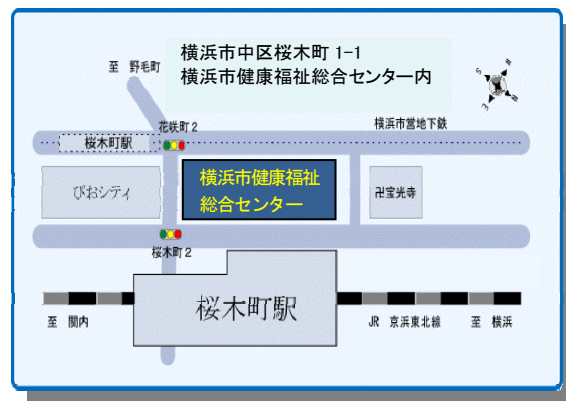 横浜市中区桜木町 1-1
横浜市健康福祉総合センター内
至 野毛町
花咲町2
横浜市営地下鉄
桜木町駅
ぴおシティ
横浜市健康福祉
総合センター
卍宝光寺
桜木町2
桜木町駅
至 関内
JR 京浜東北線
至 横浜
S
W
E
N